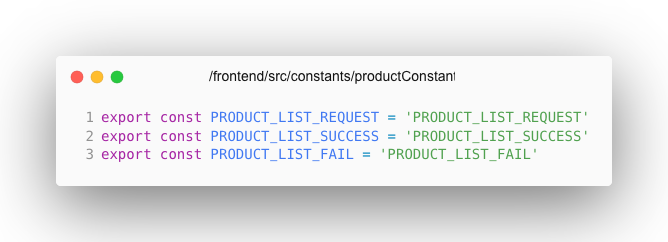 /frontend/src/constants/productConstant
1 export const PRODUCT_LIST_REQUEST = 'PRODUCT_LIST_REQUEST'
2 export const PRODUCT_LIST_SUCCESS = 'PRODUCT_LIST_SUCCESS'
3 export const PRODUCT_LIST_FAIL = 'PRODUCT_LIST_FAIL'